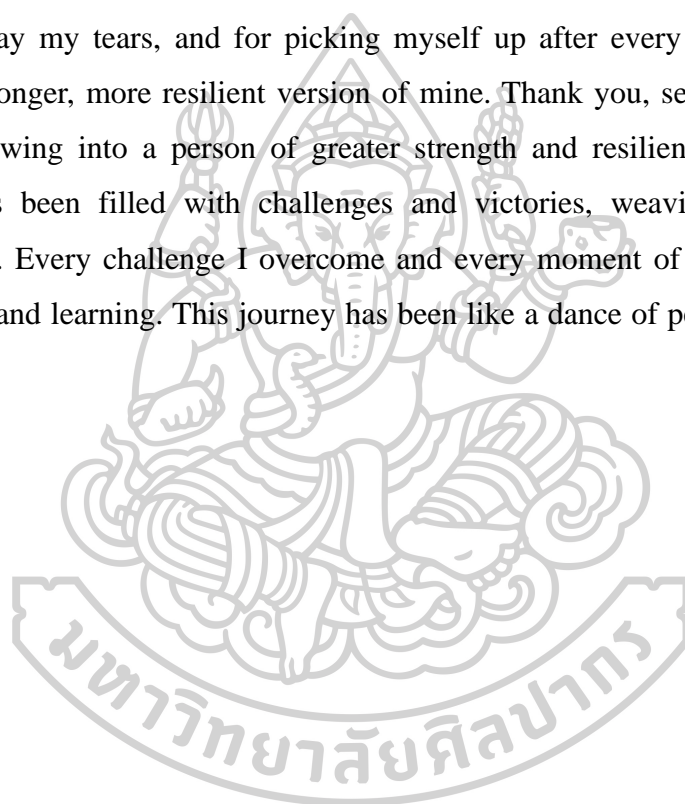 ay my tears, and for picking myself up after every
onger, more resilient version of mine. Thank you, se
wing into a person of greater strength and resilien
s been filled with challenges and victories, weavi
. Every challenge I overcome and every moment of
and learning. This journey has been like a dance of pe
มหาวิทยาลัยศิลปากร